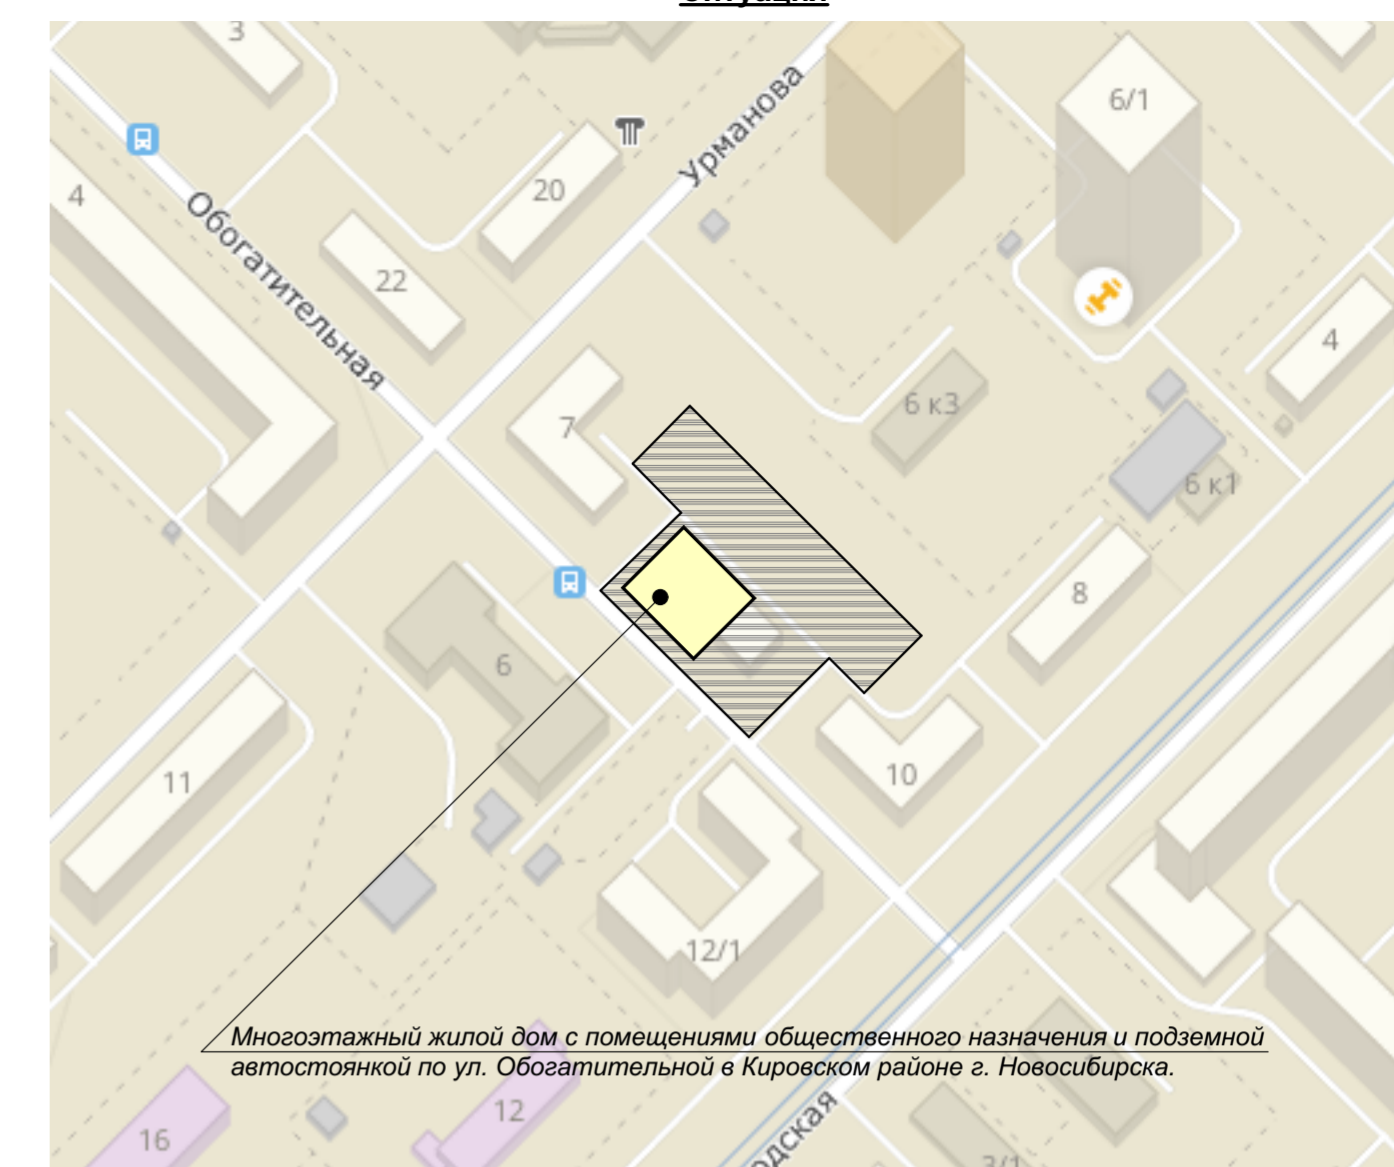 3
6/1
Урманова
4
20
Обогатительная
22
4
7
6 к3
6 к1
8
6
11
10
12/1
Многоэтажный жилой дом с помещениями общественного назначения и подземной
автостоянкой по ул. Обогатительной в Кировском районе г. Новосибирска.
12
16